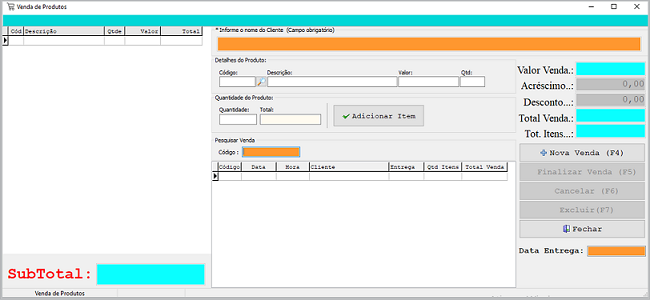 Venda de Produtos
Cód Descrição Qtde Valor Total
* Informe o nome do Cliente (Campo obrigatório)
Detalhes do Produto:
Código: Descrição: Valor: Qtd:
Quantidade do Produto:
Quantidade: Total:
Adicionar Item
Pesquisar Venda
Código :
Código Data Hora Cliente Entrega Qtd Itens Total Venda
Valor Venda.:
Acréscimo..: 0,00
Desconto...: 0,00
Total Venda.:
Tot. Itens...:
Nova Venda (F4)
Finalizar Venda (F5)
Cancelar (F6)
Excluir(F7)
Fechar
Data Entrega:
SubTotal:
Venda de Produtos